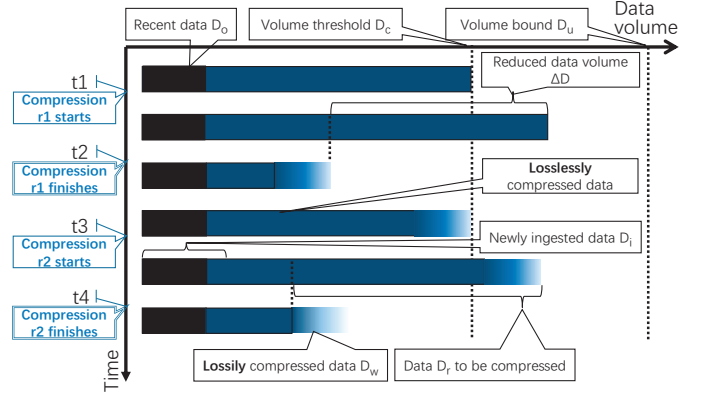 Data
volume
Recent data Do
Volume threshold Dc
Volume bound Du
Reduced data volume
ΔD
t1
Compression
r1 starts
t2
Compression
r1 finishes
Losslessly
compressed data
t3
Compression
r2 starts
Newly ingested data Di
t4
Compression
r2 finishes
Lossily compressed data Dw
Data Dr to be compressed
Time